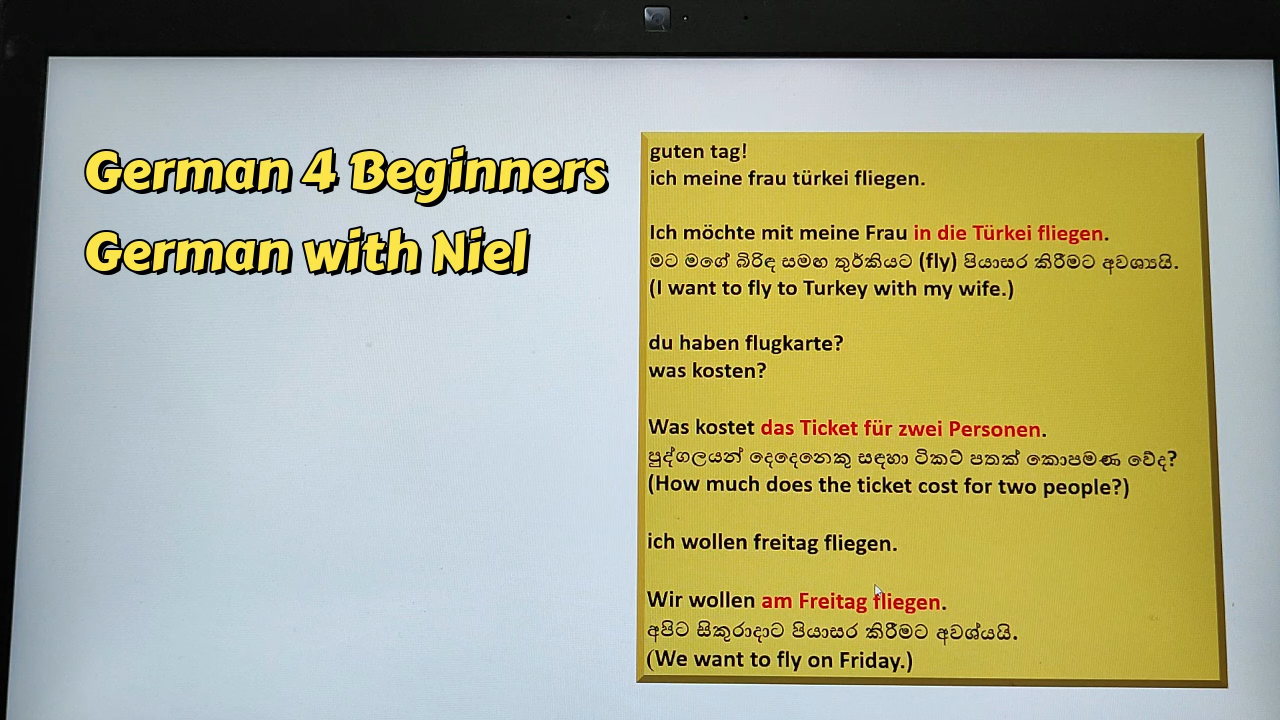 German 4 Beginners
German with Niel
guten tag!
ich meine frau türkei fliegen.
Ich möchte mit meine Frau in die Türkei fliegen.
මට මගේ බිරිඳ සමඟ තුර්කියට (fly) පියාසර කිරීමට අවශ්‍යයි.
(I want to fly to Turkey with my wife.)
du haben flugkarte?
was kosten?
Was kostet das Ticket für zwei Personen.
පුද්ගලයන් දෙදෙනෙකු සඳහා ටිකට් පතක් කොපමණ වේද?
(How much does the ticket cost for two people?)
ich wollen freitag fliegen.
Wir wollen am Freitag fliegen.
අපිට සිකුරාදාට පියාසර කිරීමට අවශ්යයි.
(We want to fly on Friday.)